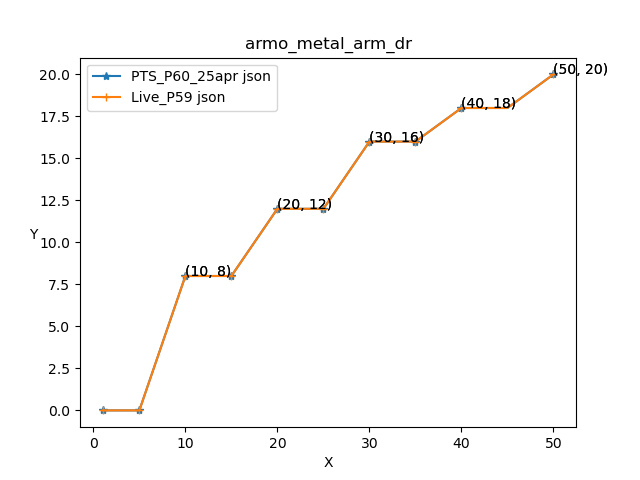 armo_metal_arm_dr
PTS_P60_25apr json
Live_P59 json
(50, 20)
(40, 18)
(30, 16)
(20, 12)
(10, 8)
20.0
17.5
15.0
12.5
10.0
7.5
5.0
2.5
0.0
Y
0 10 20 30 40 50
X